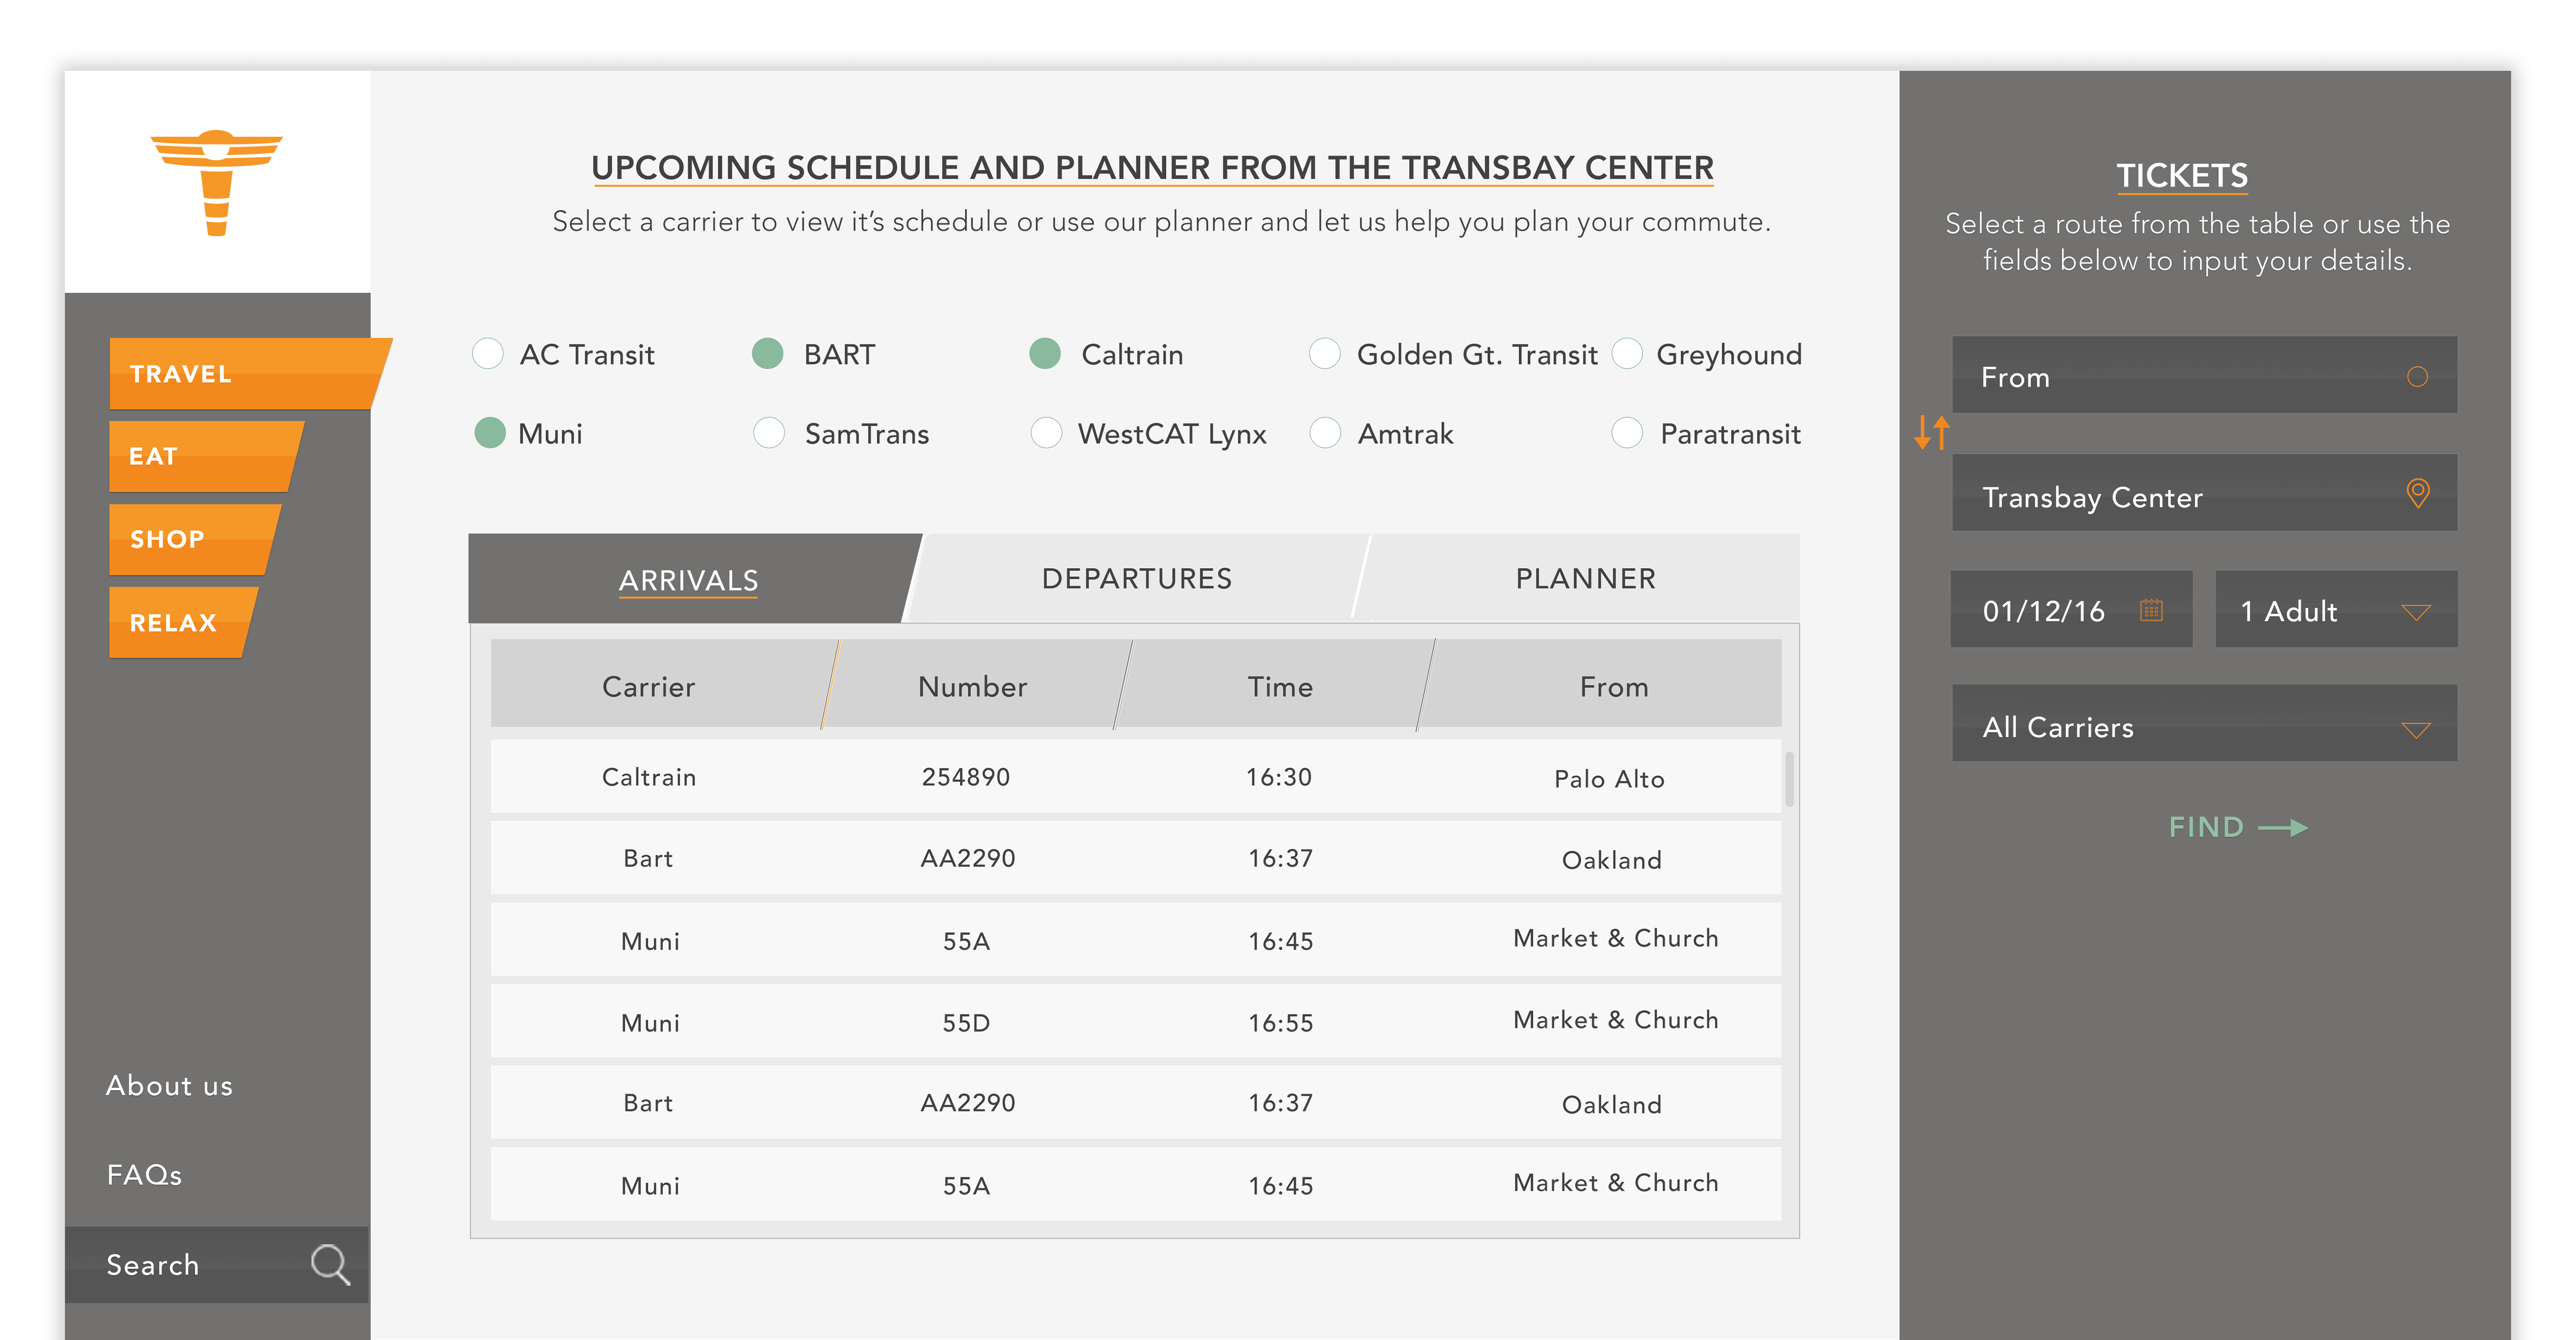 UPCOMING SCHEDULE AND PLANNER FROM THE TRANSBAY CENTER
Select a carrier to view it's schedule or use our planner and let us help you plan your commute.
TRAVEL
EAT
SHOP
RELAX
About us
FAQs
Search
AC Transit BART Caltrain Golden Gt. Transit Greyhound
Muni SamTrans WestCAT Lynx Amtrak Paratransit
ARRIVALS DEPARTURES PLANNER
Carrier Number Time From
Caltrain 254890 16:30 Palo Alto
Bart AA2290 16:37 Oakland
Muni 55A 16:45 Market & Church
Muni 55D 16:55 Market & Church
Bart AA2290 16:37 Oakland
Muni 55A 16:45 Market & Church
TICKETS
Select a route from the table or use the
fields below to input your details.
From
Transbay Center
01/12/16 1 Adult
All Carriers
FIND